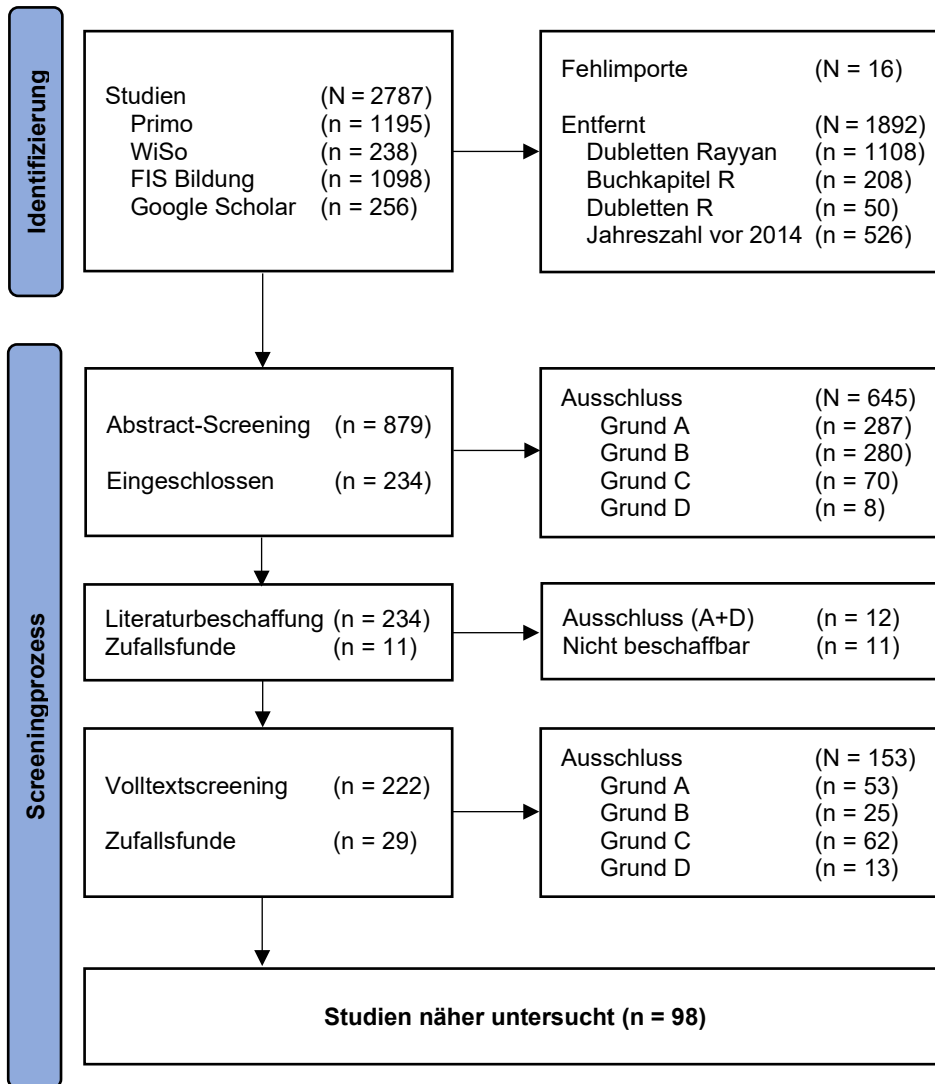 Identifizierung
Studien (N = 2787)
Primo (n = 1195)
WiSo (n = 238)
FIS Bildung (n = 1098)
Google Scholar (n = 256)
Fehlimporte (N = 16)
Entfernt (N = 1892)
Dubletten Rayyan (n = 1108)
Buchkapitel R (n = 208)
Dubletten R (n = 50)
Jahreszahl vor 2014 (n = 526)
Screeningprozess
Abstract-Screening (n = 879)
Eingeschlossen (n = 234)
Ausschluss (N = 645)
Grund A (n = 287)
Grund B (n = 280)
Grund C (n = 70)
Grund D (n = 8)
Literaturbeschaffung (n = 234)
Zufallsfunde (n = 11)
Ausschluss (A+D) (n = 12)
Nicht beschaffbar (n = 11)
Volltextscreening (n = 222)
Zufallsfunde (n = 29)
Ausschluss (N = 153)
Grund A (n = 53)
Grund B (n = 25)
Grund C (n = 62)
Grund D (n = 13)
Studien näher untersucht (n = 98)